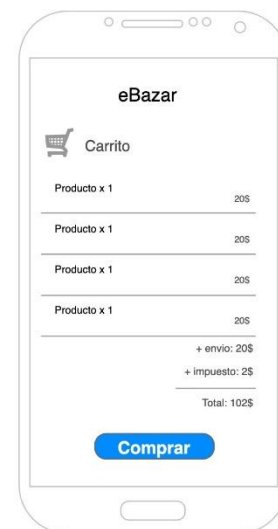 eBazar
Carrito
Producto x 1
20$
Producto x 1
20$
Producto x 1
20$
Producto x 1
20$
+ envio: 20$
+ impuesto: 2$
Total: 102$
Comprar